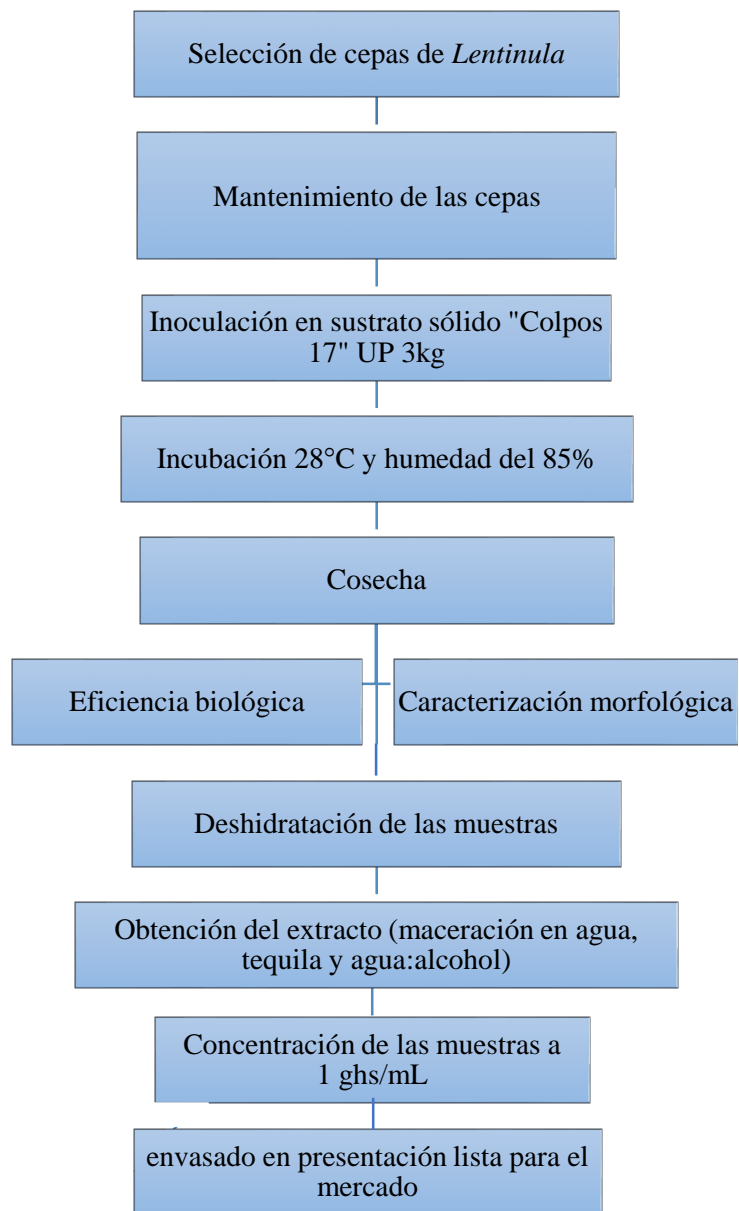 Selección de cepas de Lentinula
Mantenimiento de las cepas
Inoculación en sustrato sólido "Colpos
17" UP 3kg
Incubación 28°C y humedad del 85%
Cosecha
Eficiencia biológica
Caracterización morfológica
Deshidratación de las muestras
Obtención del extracto (maceración en agua,
tequila y agua:alcohol)
Concentración de las muestras a
1 ghs/mL
envasado en presentación lista para el
mercado